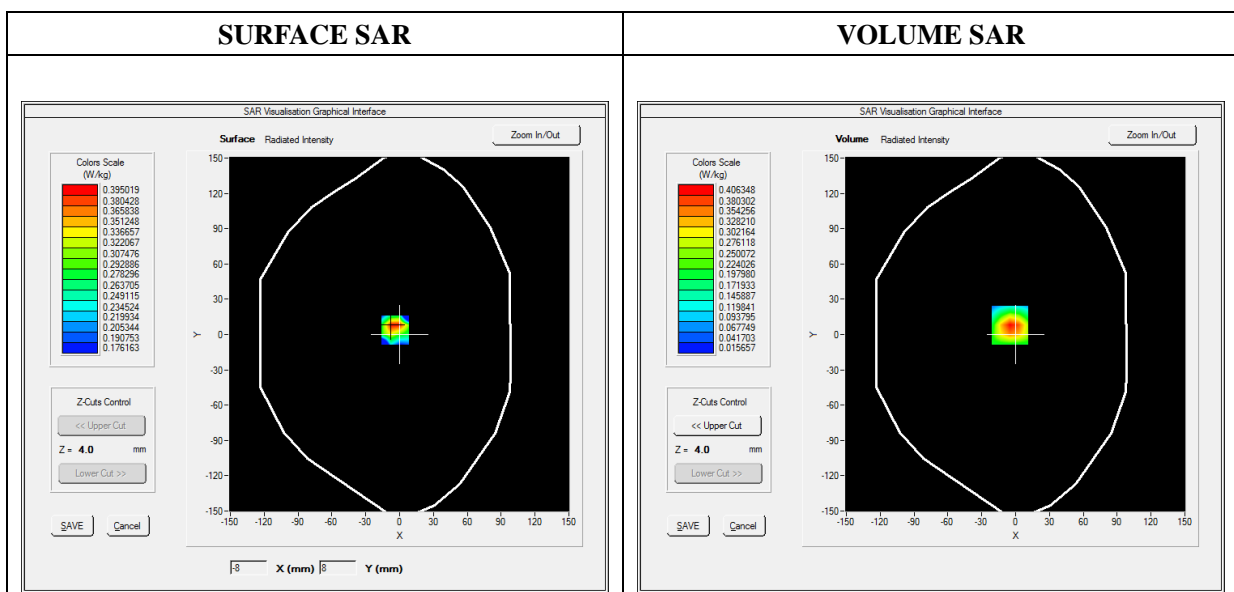 SURFACE SAR
SAR Visualisation Graphical Interface
Surface Radiated Intensity
Zoom In/Out
Colors Scale
(W/kg)
0.395019
0.380428
0.365838
0.351248
0.336657
0.322067
0.307476
0.292886
0.278296
0.263705
0.249115
0.234524
0.219934
0.205344
0.190753
0.176163
150
120
90
60
30
0
-30
-60
-90
-120
-150
Y
-150 -120 -90 -60 -30 0 30 60 90 120 150
X
Z-Cuts Control
<< Upper Cut
Z = 4.0 mm
Lower Cut >>
SAVE Cancel
-8 X (mm) 8 Y (mm)
VOLUME SAR
SAR Visualisation Graphical Interface
Volume Radiated Intensity
Zoom In/Out
Colors Scale
(W/kg)
0.406348
0.380302
0.354256
0.328210
0.302164
0.276118
0.250072
0.224026
0.197980
0.171933
0.145887
0.119841
0.093795
0.067749
0.041703
0.015657
150
120
90
60
30
0
-30
-60
-90
-120
-150
Y
-150 -120 -90 -60 -30 0 30 60 90 120 150
X
Z-Cuts Control
<< Upper Cut
Z = 4.0 mm
Lower Cut >>
SAVE Cancel